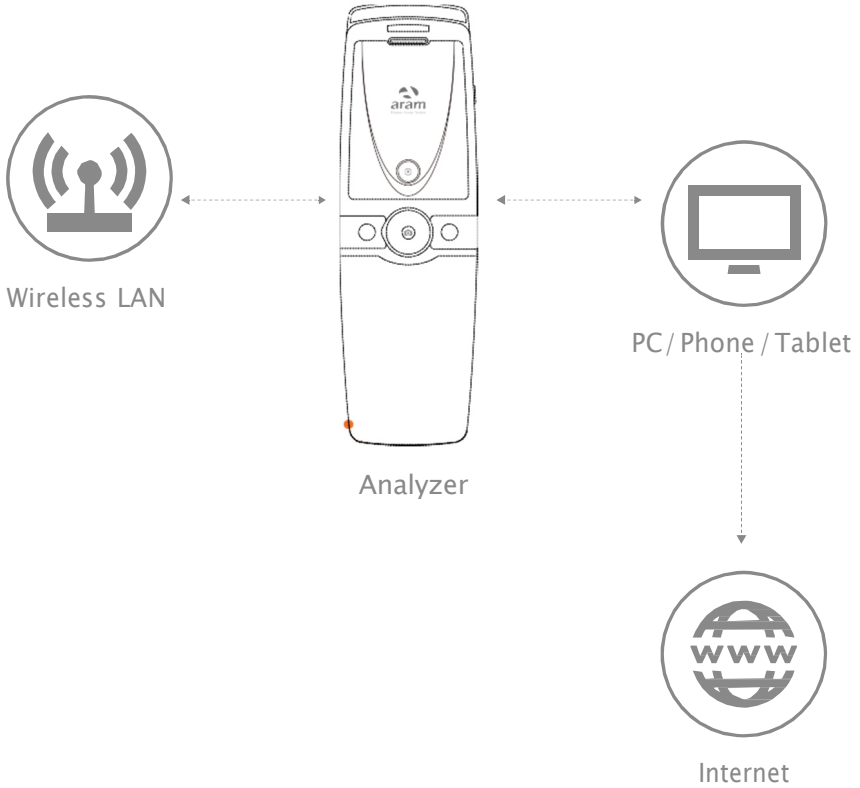 aram
Wireless LAN
PC / Phone / Tablet
Analyzer
www
Internet